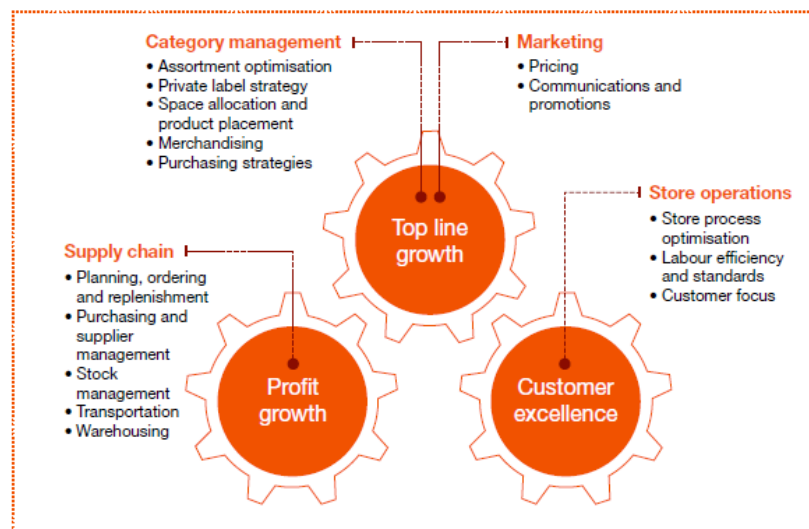 Category management
• Assortment optimisation
• Private label strategy
• Space allocation and
product placement
• Merchandising
• Purchasing strategies
Marketing
• Pricing
• Communications and
promotions
Top line
growth
Store operations
• Store process
optimisation
• Labour efficiency
and standards
• Customer focus
Supply chain
• Planning, ordering
and replenishment
• Purchasing and
supplier
management
• Stock
management
• Transportation
• Warehousing
Profit
growth
Customer
excellence